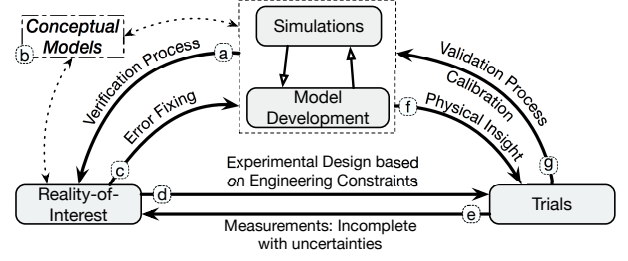 Conceptual
Models
b
Simulations
a
Verification Process
Validation Process
Calibration
Model
Development
f
Physical Insight
Error Fixing
c
g
Experimental Design based
on Engineering Constraints
Reality-of-
Interest
d
e
Trials
Measurements: Incomplete
with uncertainties